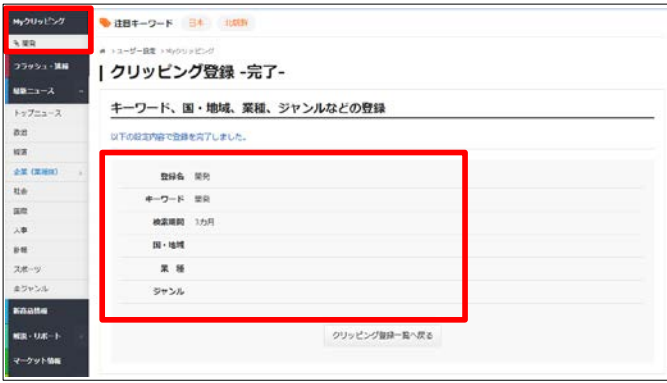 Myクリッピング
開発
フラッシュ・速報
最新ニュース
トップニュース
政治
経済
企業（業種別）
社会
国際
人事
訃報
スポーツ
全ジャンル
新商品情報
解説・リポート
マーケット情報
注目キーワード 日本 北朝鮮
ユーザー設定 > Myクリッピング
クリッピング登録 -完了-
キーワード、国・地域、業種、ジャンルなどの登録
以下の設定内容で登録を完了しました。
登録名 開発
キーワード 開発
検索期間 1カ月
国・地域
業 種
ジャンル
クリッピング登録一覧へ戻る